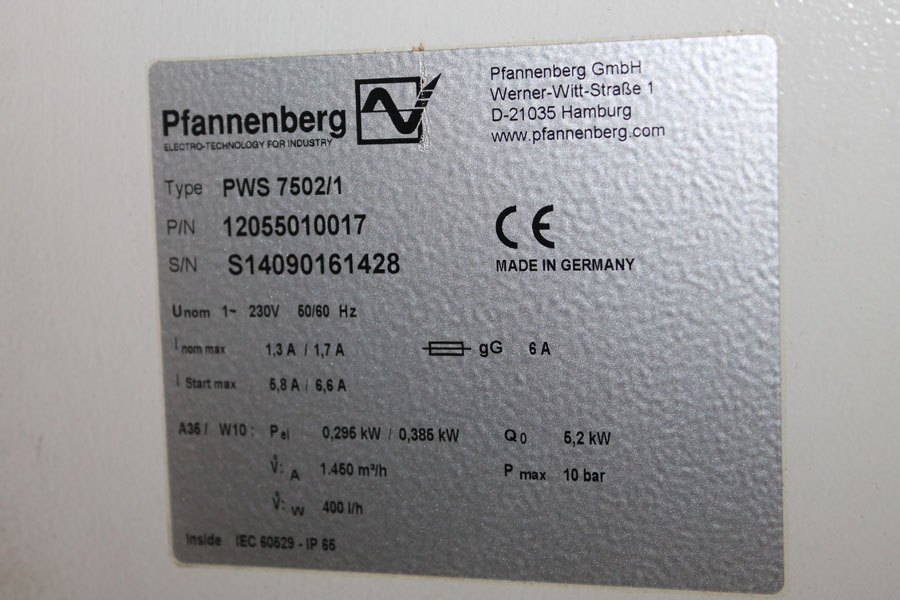 Pfannenberg
ELECTRO-TECHNOLOGY FOR INDUSTRY
Pfannenberg GmbH
Werner-Witt-Straße 1
D-21035 Hamburg
www.pfannenberg.com
Type PWS 7502/1
P/N 12055010017
S/N S14090161428
CE
MADE IN GERMANY
Unom 1~ 230V 50/60 Hz
I nom max 1,3 A / 1,7 A gG 6 A
I Start max 5,8 A / 6,6 A
A35 / W10: Pel 0,295 kW / 0,385 kW Q0 5,2 kW
V̊: A 1.450 m³/h Pmax 10 bar
V̊: W 400 l/h
Inside IEC 60529 - IP 55